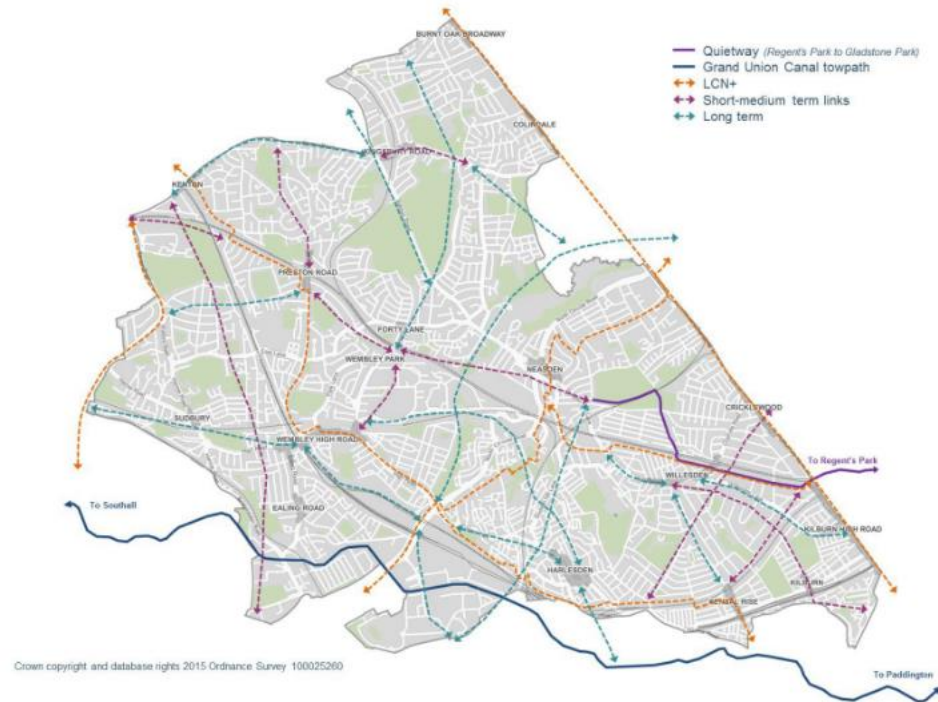 BURNT OAK BROADWAY
Quietway (Regent's Park to Gladstone Park)
Grand Union Canal towpath
LCN+
Short-medium term links
Long term
COLINDALE
KINGSBURY ROAD
KENTON
PRESTON ROAD
FORTY LANE
WEMBLEY PARK
NEASDEN
CRICKLEWOOD
SUDBURY
WEMBLEY HIGH ROAD
To Regent's Park
WILLESDEN
To Southall
EALING ROAD
KILBURN HIGH ROAD
HARLESDEN
KILBURN
KENSAL RISE
Crown copyright and database rights 2015 Ordnance Survey 100025260
To Paddington